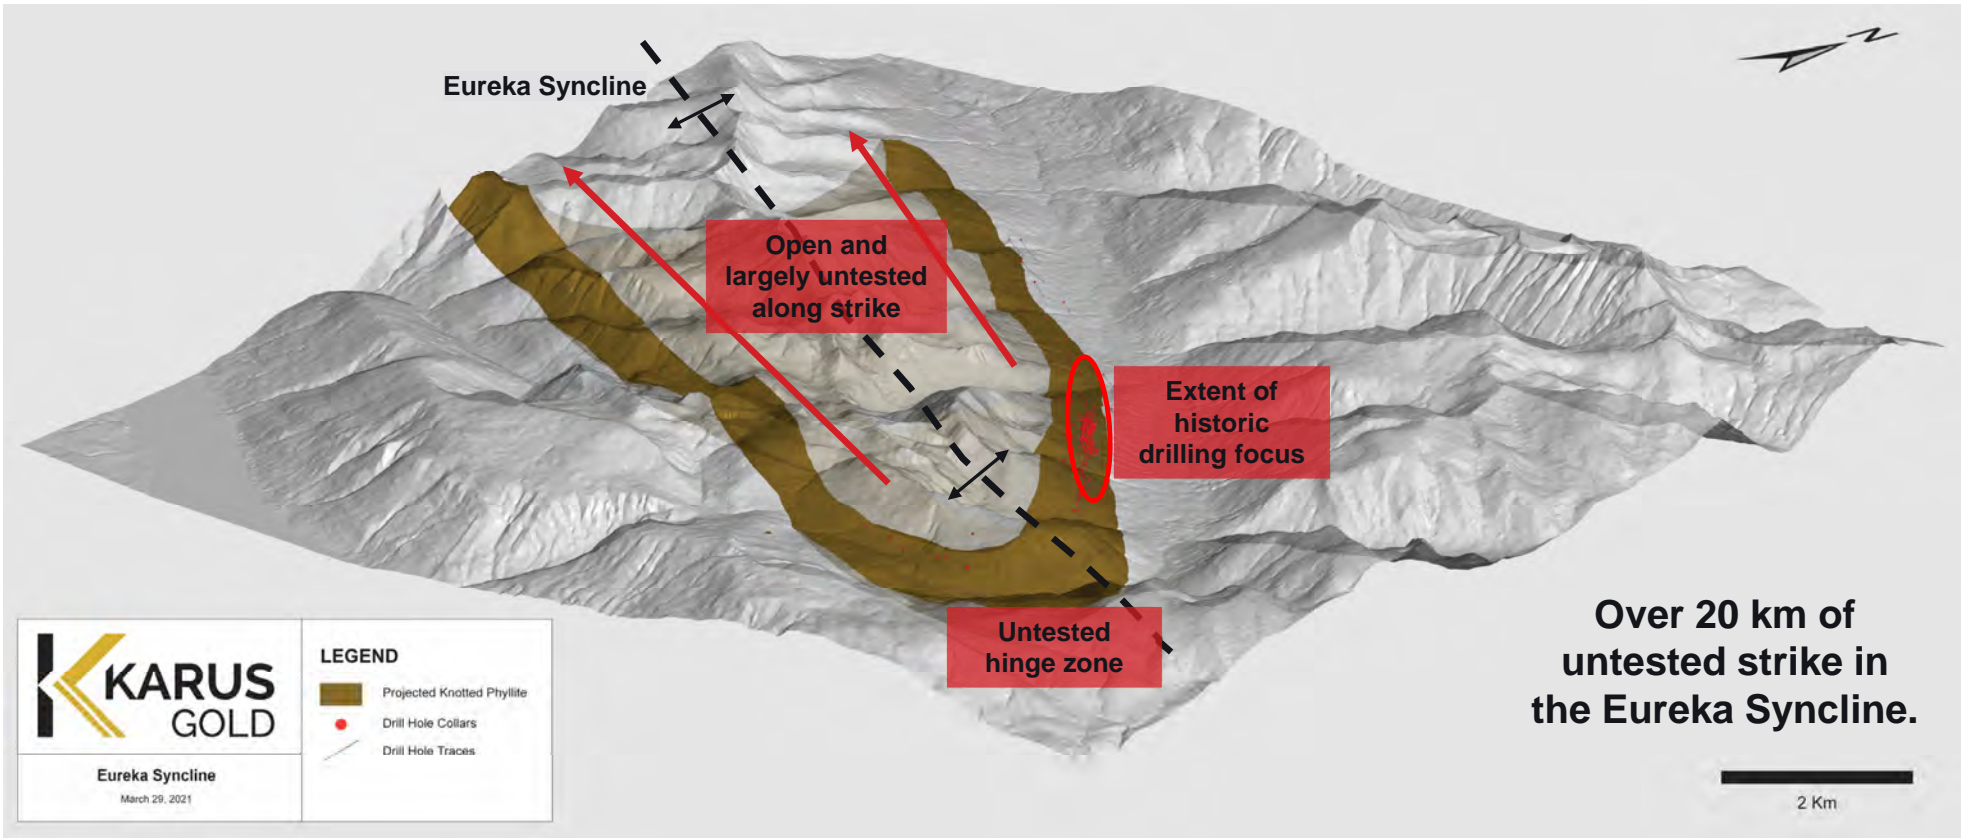 Eureka Syncline
N
Open and
largely untested
along strike
Extent of
historic
drilling focus
Untested
hinge zone
Over 20 km of
untested strike in
the Eureka Syncline.
2 Km
KARUS
GOLD
Eureka Syncline
March 29, 2021
LEGEND
Projected Knotted Phyllite
Drill Hole Collars
Drill Hole Traces